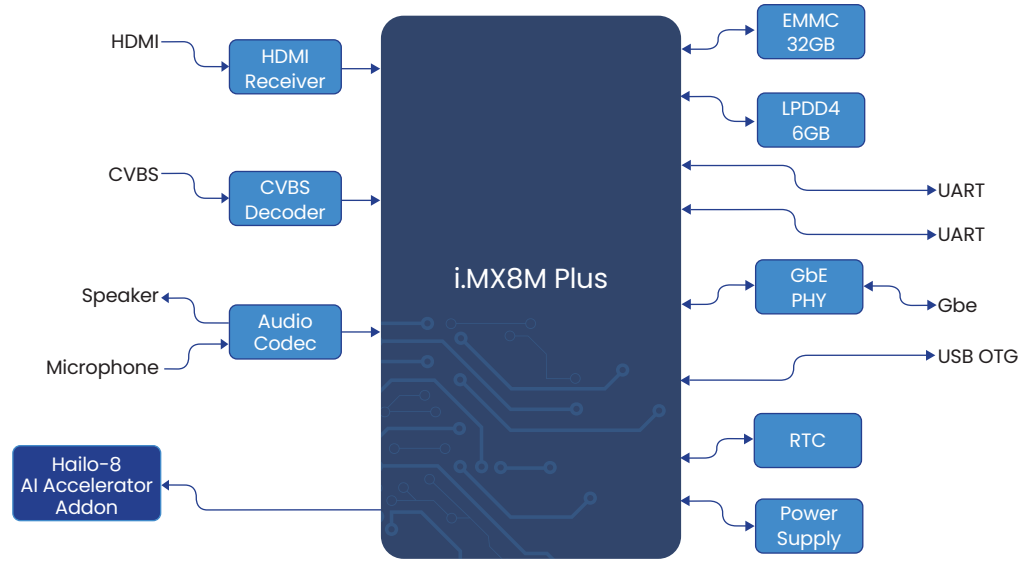 HDMI
HDMI
Receiver
CVBS
CVBS
Decoder
Speaker
Microphone
Audio
Codec
Hailo-8
AI Accelerator
Addon
i.MX8M Plus
EMMC
32GB
LPDD4
6GB
UART
UART
GbE
PHY
Gbe
USB OTG
RTC
Power
Supply